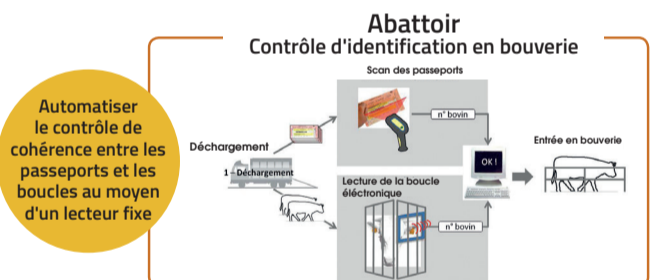 Abattoir
Contrôle d'identification en bouverie
Automatiser
le contrôle de
cohérence entre les
passeports et les
boucles au moyen
d'un lecteur fixe
Scan des passeports
n° bovin
Déchargement
1 – Déchargement
OK !
Entrée en bouverie
Lecture de la boucle
éléctronique
n° bovin